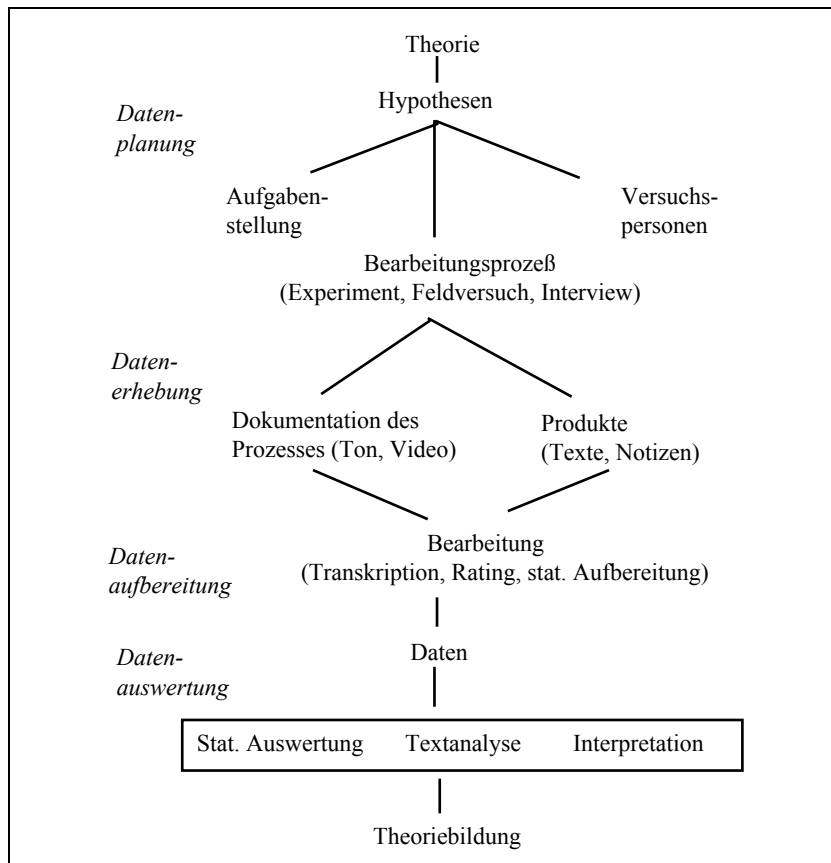 Theorie
Hypothesen
Daten-
planung
Aufgaben-
stellung
Versuchs-
personen
Bearbeitungsprozeß
(Experiment, Feldversuch, Interview)
Daten-
erhebung
Dokumentation des
Prozesses (Ton, Video)
Produkte
(Texte, Notizen)
Bearbeitung
(Transkription, Rating, stat. Aufbereitung)
Daten-
aufbereitung
Daten
Daten-
auswertung
Stat. Auswertung Textanalyse Interpretation
Theoriebildung